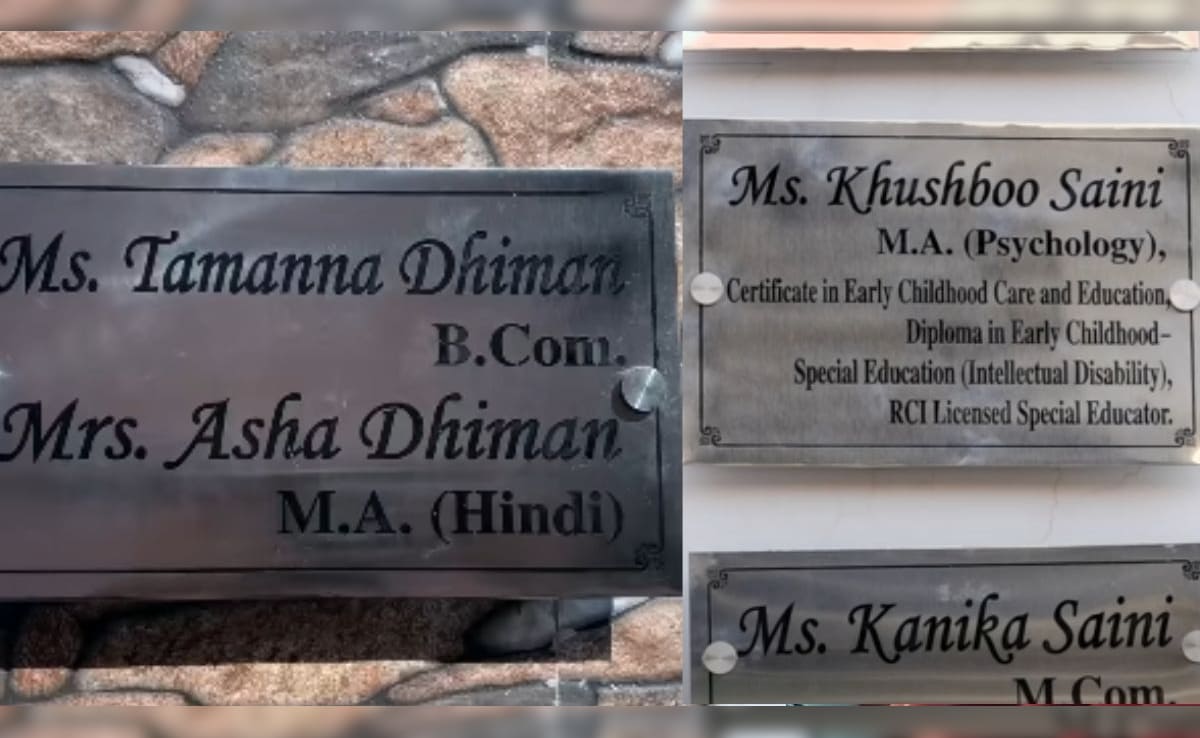 Ms. Tamanna Dhiman
B.Com.
Mrs. Asha Dhiman
M.A. (Hindi)
Ms. Khushboo Saini
M.A. (Psychology),
Certificate in Early Childhood Care and Education,
Diploma in Early Childhood-
Special Education (Intellectual Disability),
RCI Licensed Special Educator.
Ms. Kanika Saini
M.Com.